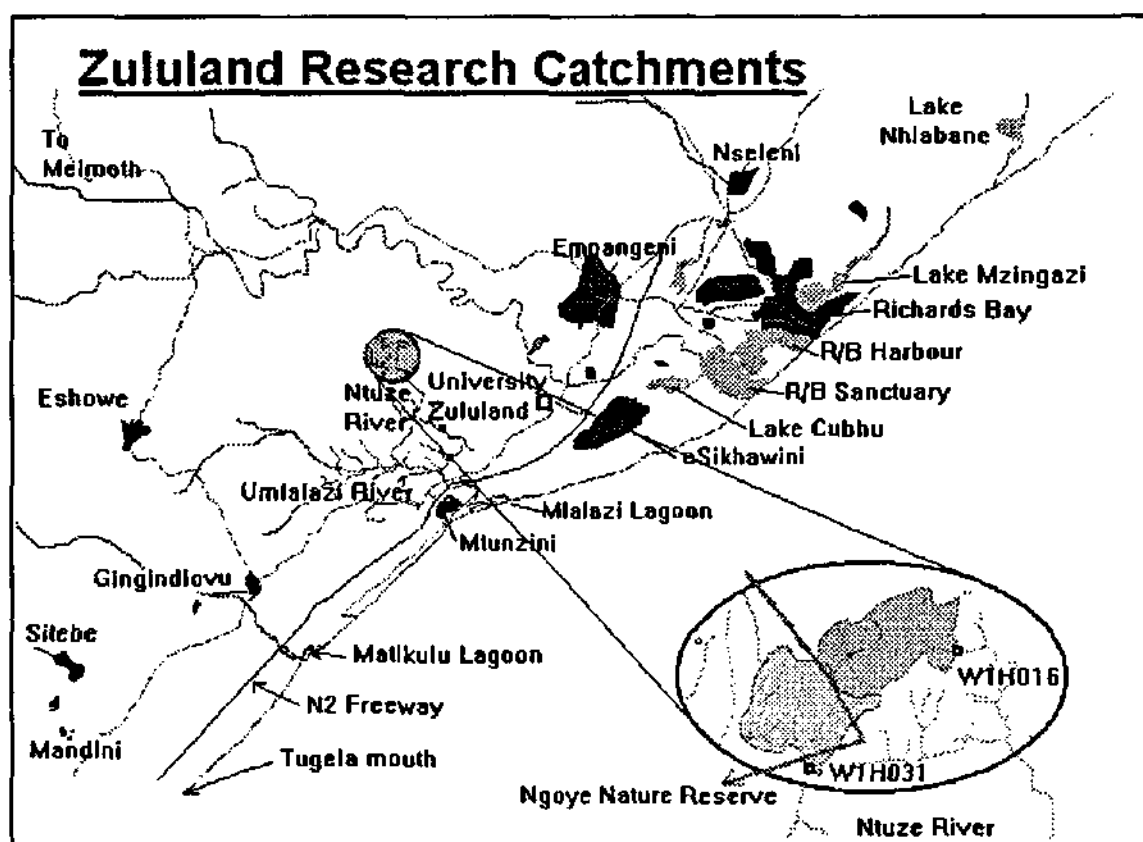 Zululand Research Catchments
To
Melmoth
Lake
Nhlabane
Nseleni
Empangeni
Lake Mzingazi
Richards Bay
R/B Harbour
R/B Sanctuary
Lake Cubhu
eSikhawini
Eshowe
Ntuze
River
University
Zululand
Umlalazi River
Mlalazi Lagoon
Mtunzini
Gingindlovu
Sitebe
Matikulu Lagoon
N2 Freeway
Mandini
Tugela mouth
W1H016
W1H031
Ngoye Nature Reserve
Ntuze River